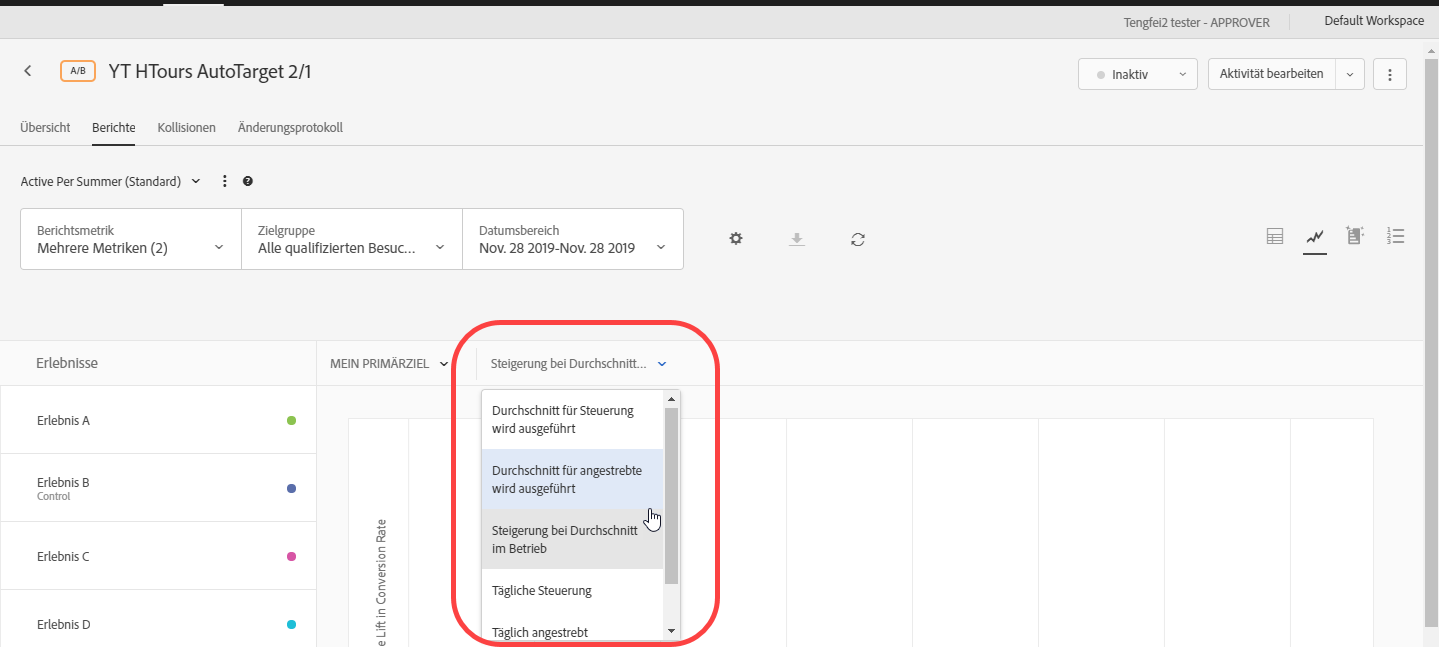 Tengfei2 tester - APPROVER
Default Workspace
A/B
YT HTours AutoTarget 2/1
Inaktiv
Aktivität bearbeiten
Übersicht
Berichte
Kollisionen
Änderungsprotokoll
Active Per Summer (Standard)
Berichtsmetrik
Mehrere Metriken (2)
Zielgruppe
Alle qualifizierten Besuc...
Datumsbereich
Nov. 28 2019-Nov. 28 2019
Erlebnisse
MEIN PRIMÄRZIEL
Steigerung bei Durchschnitt...
Erlebnis A
Erlebnis B
Control
Erlebnis C
Erlebnis D
Durchschnitt für Steuerung
wird ausgeführt
Durchschnitt für angestrebte
wird ausgeführt
Steigerung bei Durchschnitt
im Betrieb
Tägliche Steuerung
Täglich angestrebt
e Lift in Conversion Rate